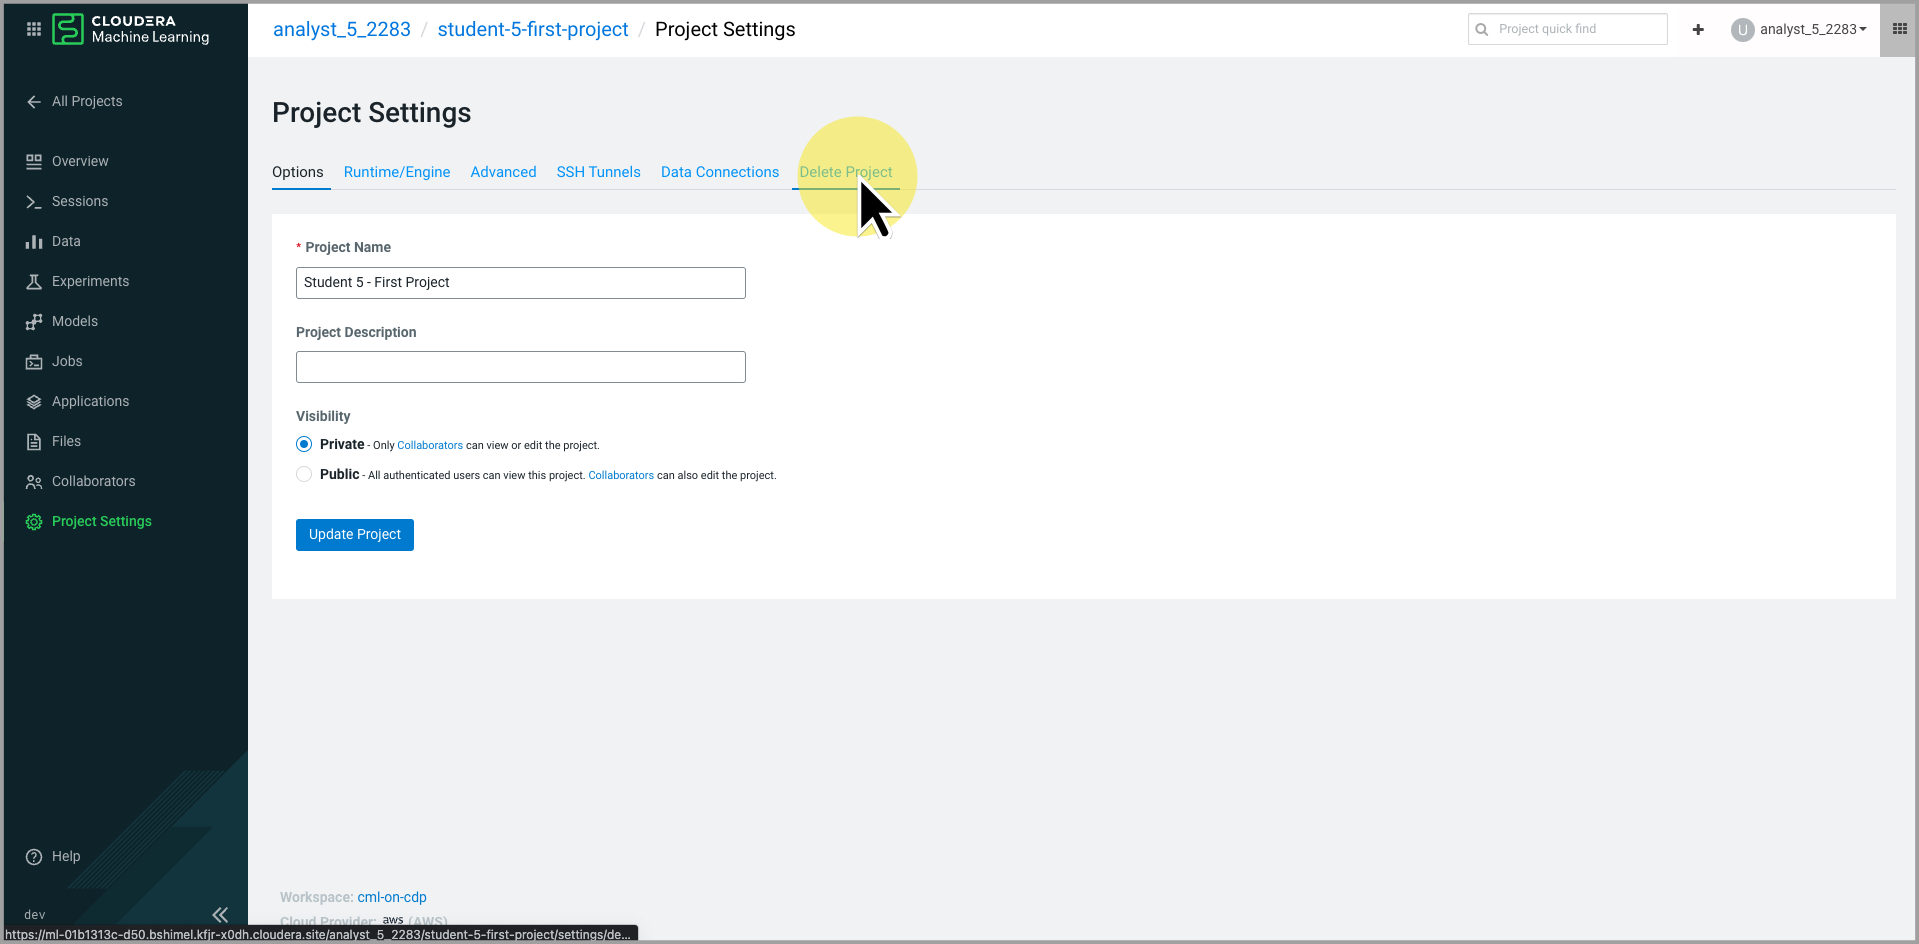 CLOUDERA
Machine Learning
analyst_5_2283 / student-5-first-project / Project Settings
Project quick find
U analyst_5_2283
All Projects
Overview
Sessions
Data
Experiments
Models
Jobs
Applications
Files
Collaborators
Project Settings
Help
dev
Project Settings
Options Runtime/Engine Advanced SSH Tunnels Data Connections Delete Project
* Project Name
Student 5 - First Project
Project Description
Visibility
Private - Only Collaborators can view or edit the project.
Public - All authenticated users can view this project. Collaborators can also edit the project.
Update Project
Workspace: cml-on-cdp
Cloud Provider: aws (AWS)
https://ml-01b1313c-d50.bshimel.kfjr-x0dh.cloudera.site/analyst_5_2283/student-5-first-project/settings/de...